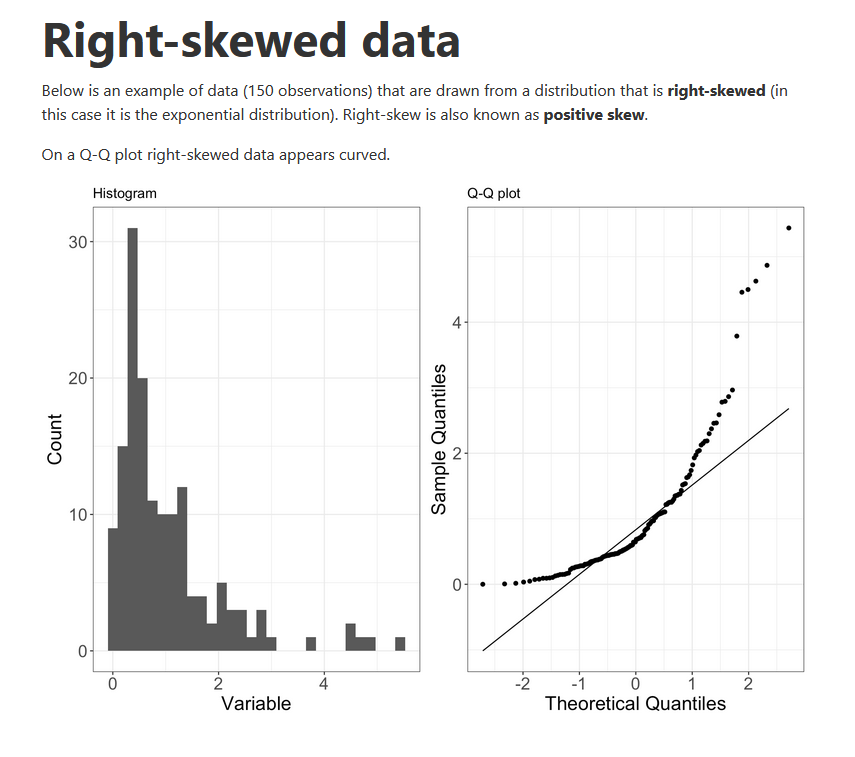 Right-skewed data
Below is an example of data (150 observations) that are drawn from a distribution that is right-skewed (in
this case it is the exponential distribution). Right-skew is also known as positive skew.
On a Q-Q plot right-skewed data appears curved.
Histogram
30
20
10
0
Count
0 2 4
Variable
Q-Q plot
4
2
0
Sample Quantiles
-2 -1 0 1 2
Theoretical Quantiles